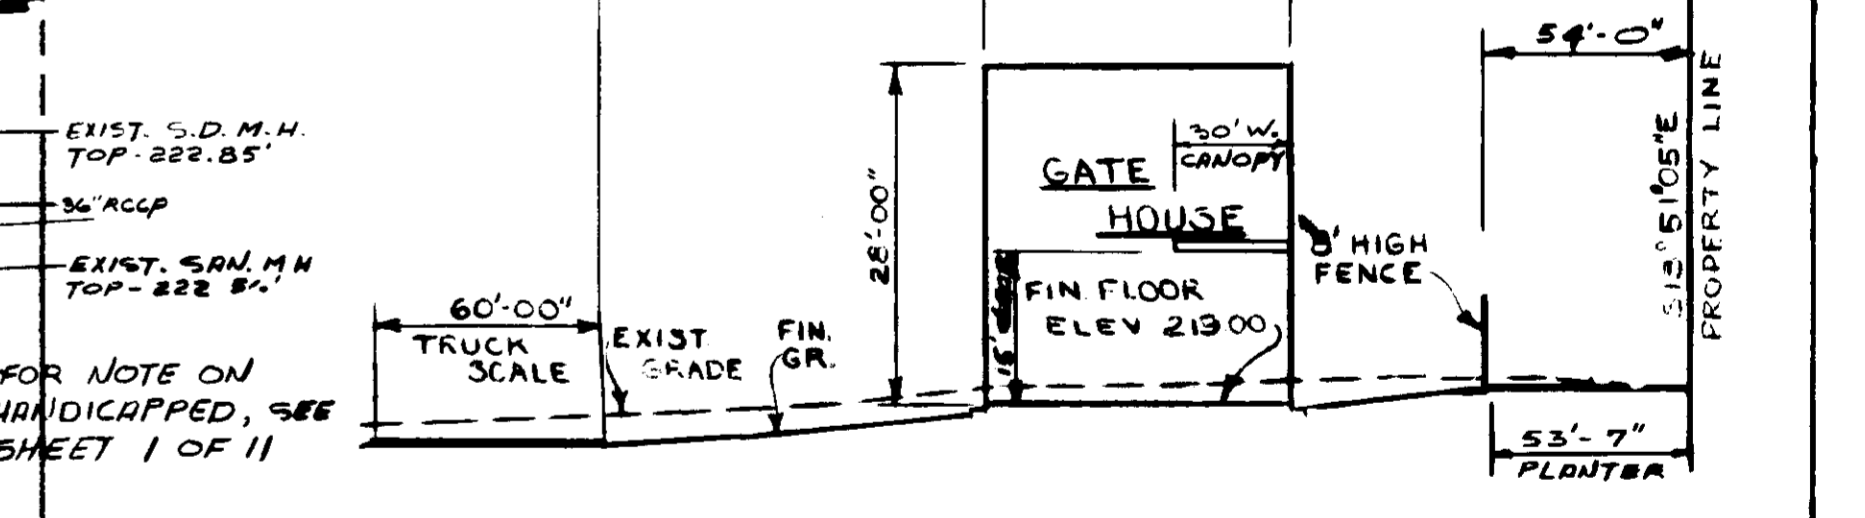 EXIST. S.D. M.H.
TOP-222.85'
36"RCCP
EXIST. SAN. M H
TOP-222
FOR NOTE ON
HANDICAPPED, SEE
SHEET 1 OF 11
60'-00"
TRUCK
SCALE
EXIST
GRADE
FIN.
GR.
28'-00"
30' W.
CANOPY
GATE
HOUSE
15'
FIN. FLOOR
ELEV 213.00
HIGH
FENCE
54'-0"
51'05"E
PROPERTY LINE
53'-7"
PLANTER